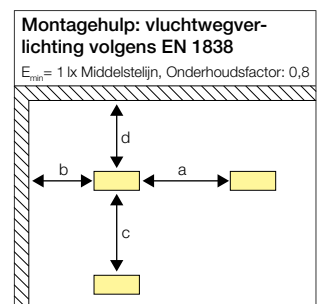 Montagehulp: vluchtwegver-
lichting volgens EN 1838
Emin= 1 lx Middelstelijn, Onderhoudsfactor: 0,8
d
b
a
c